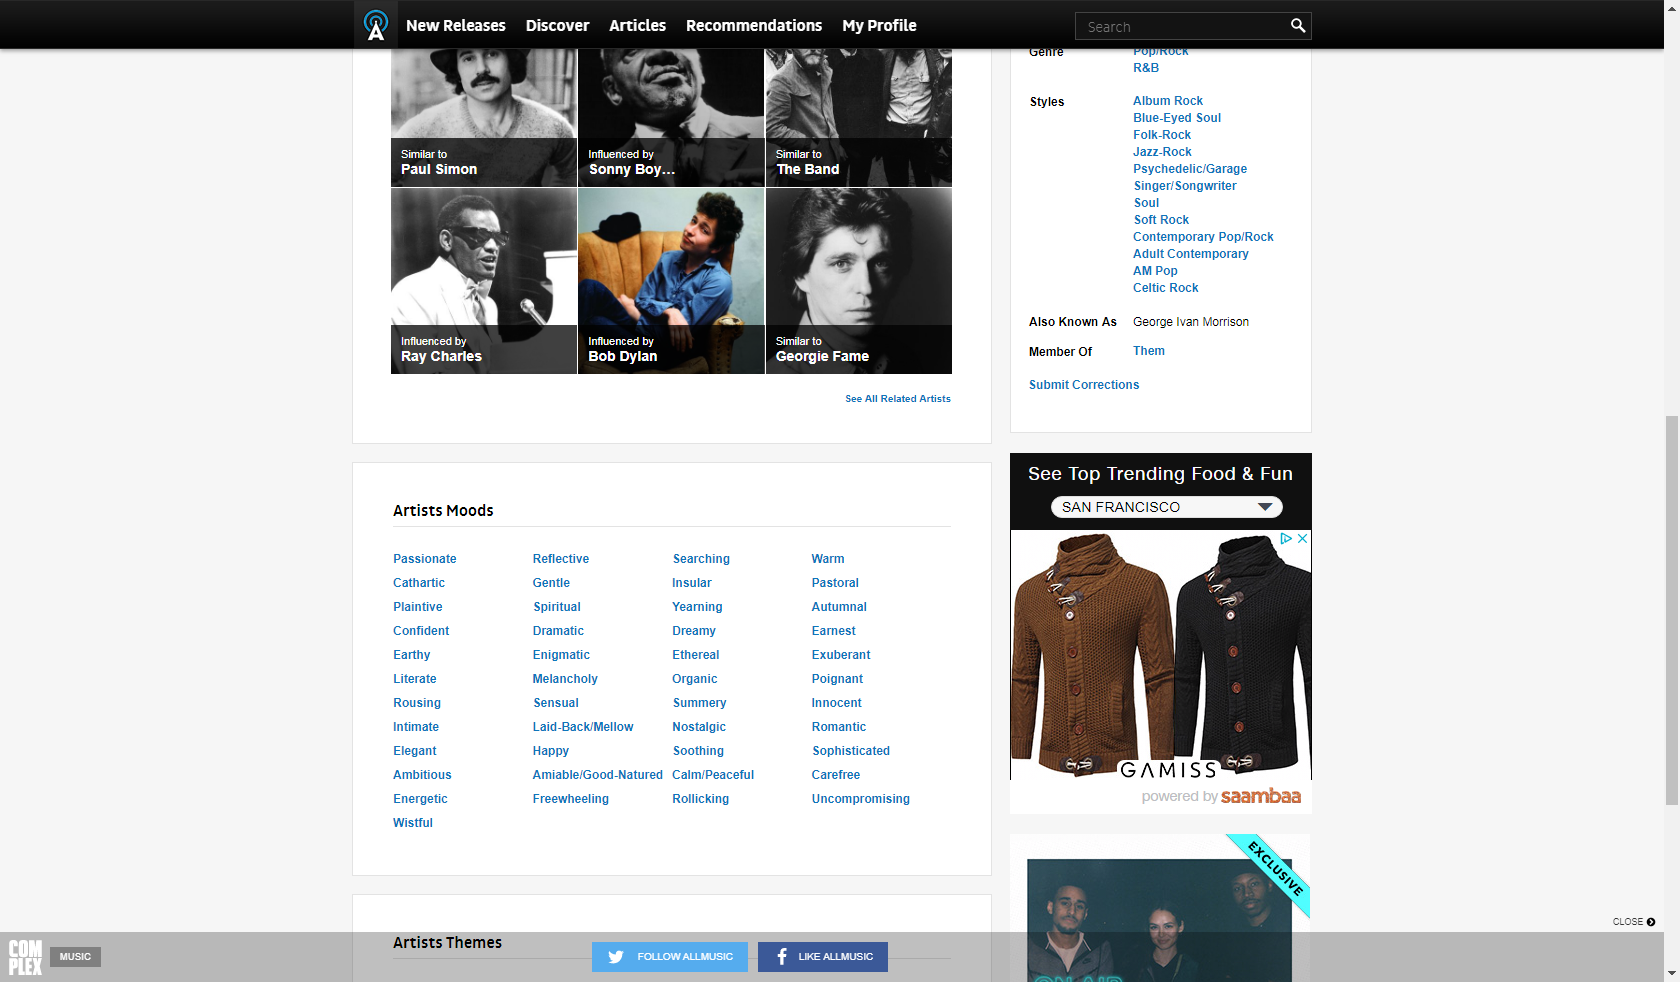 New Releases Discover Articles Recommendations My Profile Search
Similar to
Paul Simon
Influenced by
Sonny Boy...
Similar to
The Band
Influenced by
Ray Charles
Influenced by
Bob Dylan
Similar to
Georgie Fame
See All Related Artists
Genre Pop/Rock
R&B
Styles Album Rock
Blue-Eyed Soul
Folk-Rock
Jazz-Rock
Psychedelic/Garage
Singer/Songwriter
Soul
Soft Rock
Contemporary Pop/Rock
Adult Contemporary
AM Pop
Celtic Rock
Also Known As George Ivan Morrison
Member Of Them
Submit Corrections
Artists Moods
Passionate Reflective Searching Warm
Cathartic Gentle Insular Pastoral
Plaintive Spiritual Yearning Autumnal
Confident Dramatic Dreamy Earnest
Earthy Enigmatic Ethereal Exuberant
Literate Melancholy Organic Poignant
Rousing Sensual Summery Innocent
Intimate Laid-Back/Mellow Nostalgic Romantic
Elegant Happy Soothing Sophisticated
Ambitious Amiable/Good-Natured Calm/Peaceful Carefree
Energetic Freewheeling Rollicking Uncompromising
Wistful
See Top Trending Food & Fun
SAN FRANCISCO
GAMISS
powered by saambaa
EXCLUSIVE
ON AIR
CLOSE
Artists Themes
COMPLEX
MUSIC
FOLLOW ALLMUSIC
LIKE ALLMUSIC